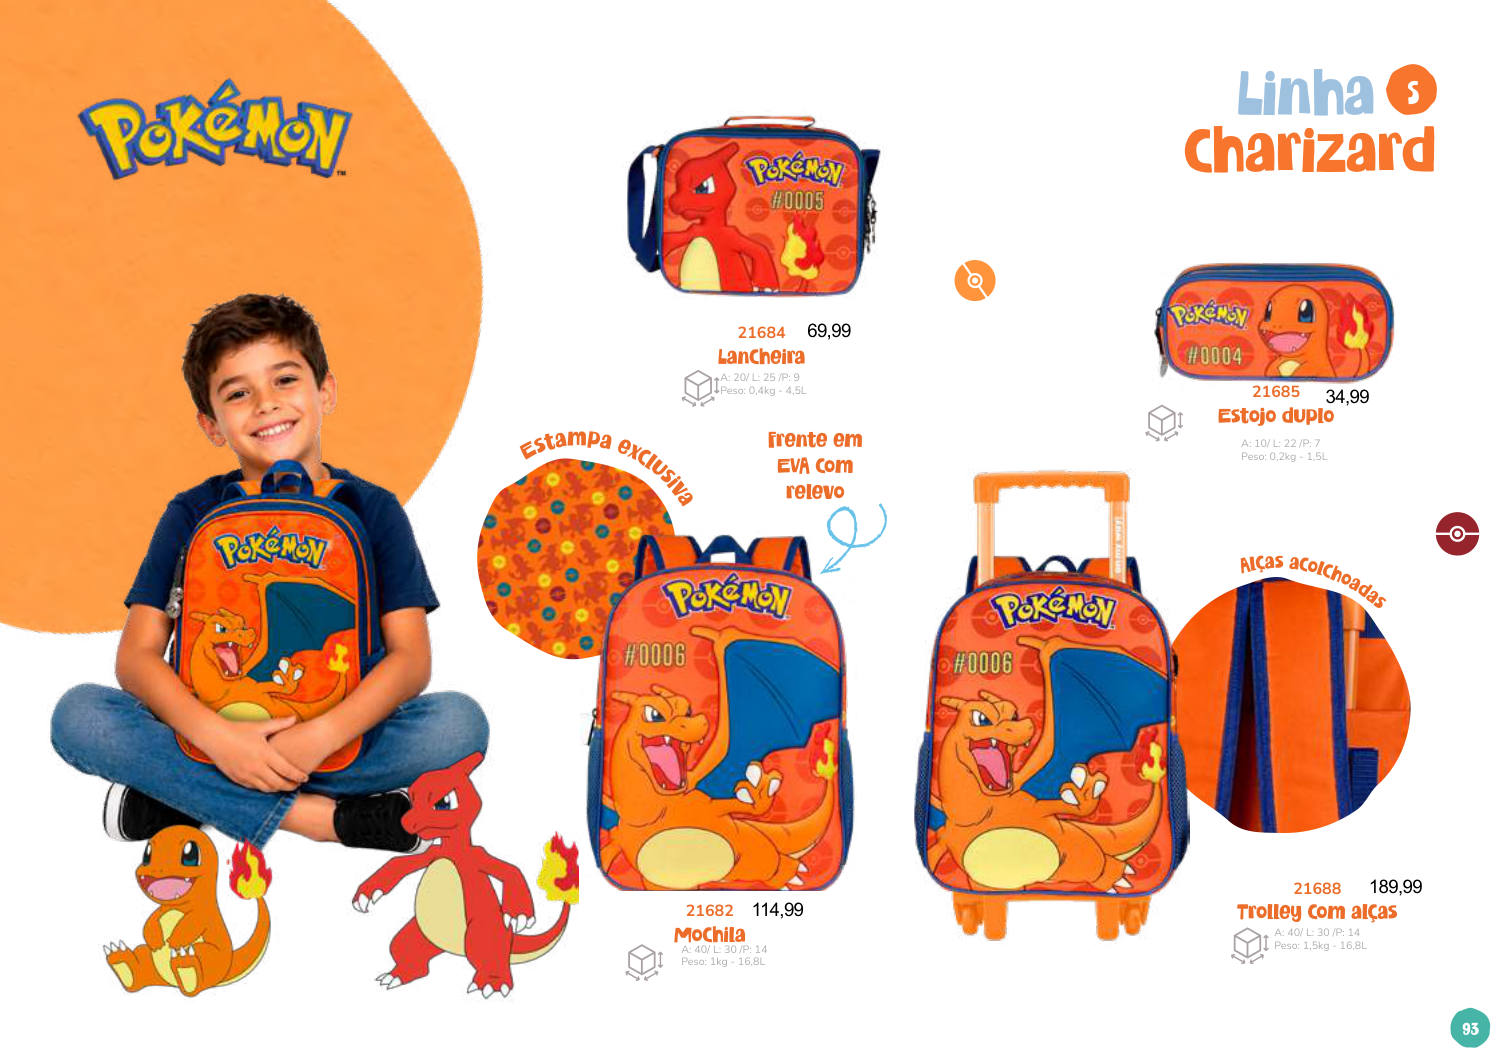 POKÉMON™
Linha S
Charizard
POKÉMON
#0005
21684 69,99
Lancheira
A: 20/ L: 25 /P: 9
Peso: 0,4kg - 4,5L
POKÉMON
#0004
21685 34,99
Estojo duplo
A: 10/ L: 22 /P: 7
Peso: 0,2kg - 1,5L
Estampa exclusiva
Frente em
EVA com
relevo
POKÉMON
POKÉMON
#0006
21682 114,99
Mochila
A: 40/ L: 30 /P: 14
Peso: 1kg - 16,8L
POKÉMON
#0006
Alças acolchoadas
21688 189,99
Trolley com alças
A: 40/ L: 30 /P: 14
Peso: 1,5kg - 16,8L
93